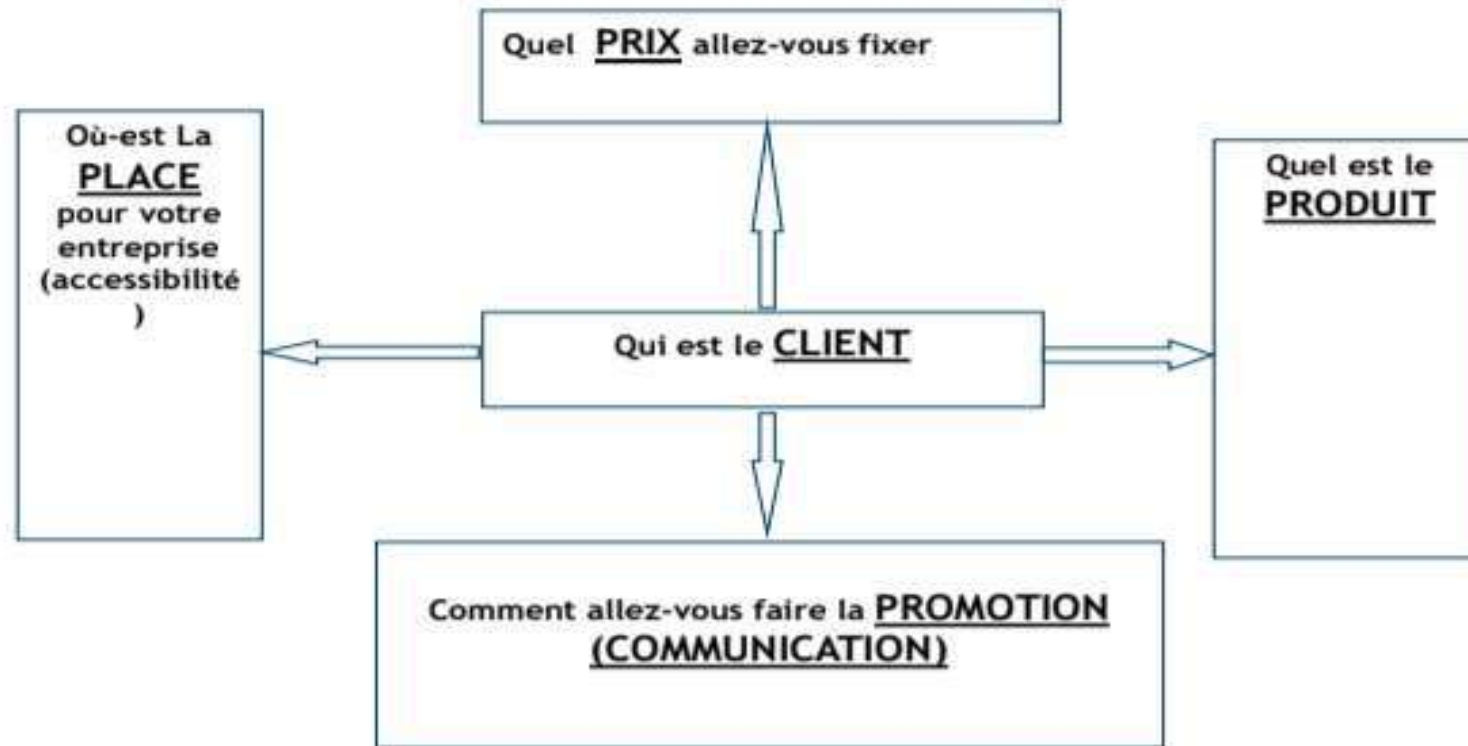 Quel PRIX allez-vous fixer
Où-est La
PLACE
pour votre
entreprise
(accessibilité
)
Quel est le
PRODUIT
Qui est le CLIENT
Comment allez-vous faire la PROMOTION
(COMMUNICATION)